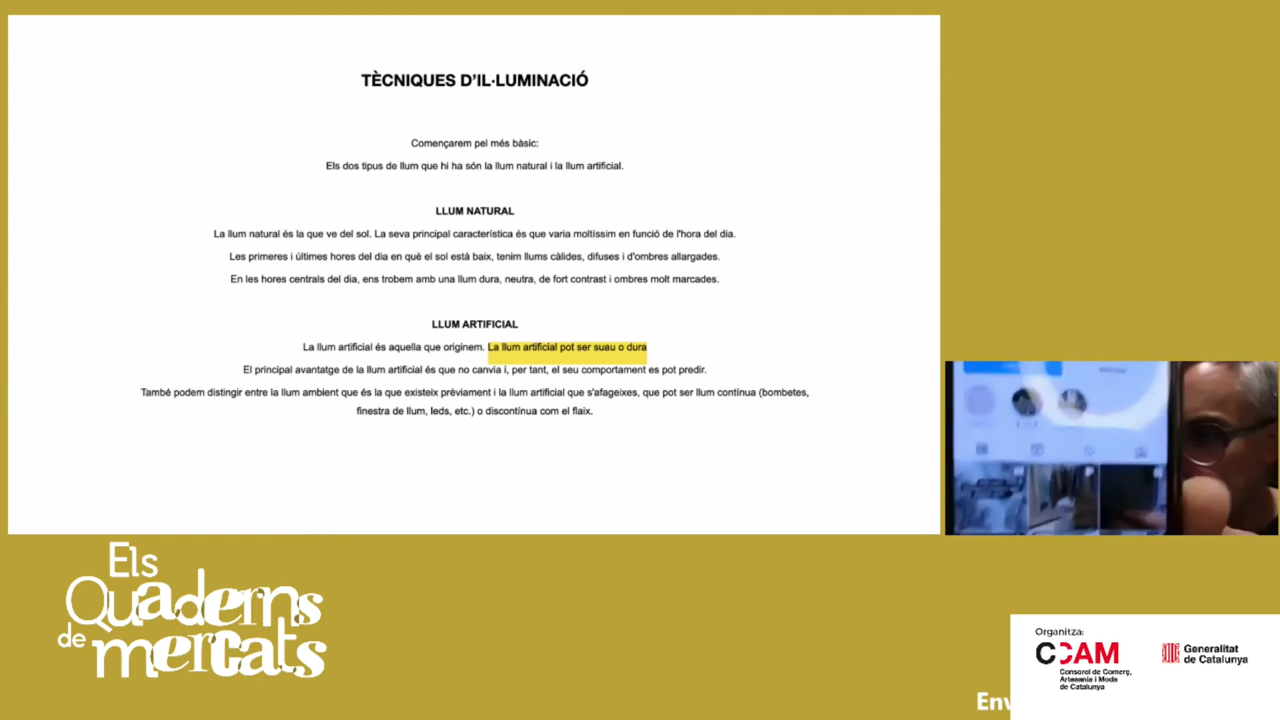 TÈCNIQUES D'IL·LUMINACIÓ
Començarem pel més bàsic:
Els dos tipus de llum que hi ha són la llum natural i la llum artificial.
LLUM NATURAL
La llum natural és la que ve del sol. La seva principal característica és que varia moltíssim en funció de l'hora del dia.
Les primeres i últimes hores del dia en què el sol està baix, tenim llums càlides, difuses i d'ombres allargades.
En les hores centrals del dia, ens trobem amb una llum dura, neutra, de fort contrast i ombres molt marcades.
LLUM ARTIFICIAL
La llum artificial és aquella que originem. La llum artificial pot ser suau o dura
El principal avantatge de la llum artificial és que no canvia i, per tant, el seu comportament es pot predir.
També podem distingir entre la llum ambient que és la que existeix prèviament i la llum artificial que s'afageixes, que pot ser llum contínua (bombetes,
finestra de llum, leds, etc.) o discontínua com el flaix.
Els
Quaderns
de mercats
Organitza:
CCAM
Consorci de Comerç,
Artesania i Moda
de Catalunya
Generalitat
de Catalunya
Env